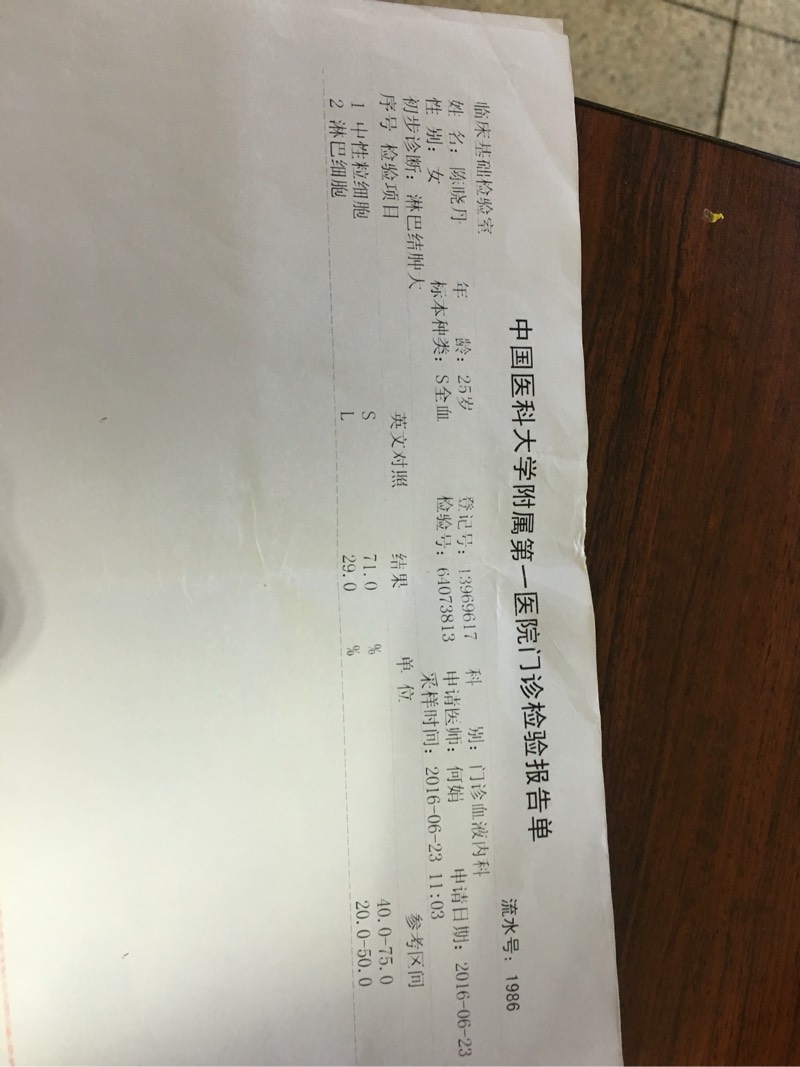 中国医科大学附属第一医院门诊检验报告单 流水号：1986
临床基础检验室
姓 名：陈晓丹 年 龄：25岁 登记号：13969617 科 别：门诊血液内科
性 别：女 标本种类：S全血 检验号：64073813 申请医师：何娟 申请日期：2016-06-23
初步诊断：淋巴结肿大 采样时间：2016-06-23 11:03
序号 检验项目 英文对照 结果 单 位 参考区间
1 中性粒细胞 S 71.0 % 40.0-75.0
2 淋巴细胞 L 29.0 % 20.0-50.0